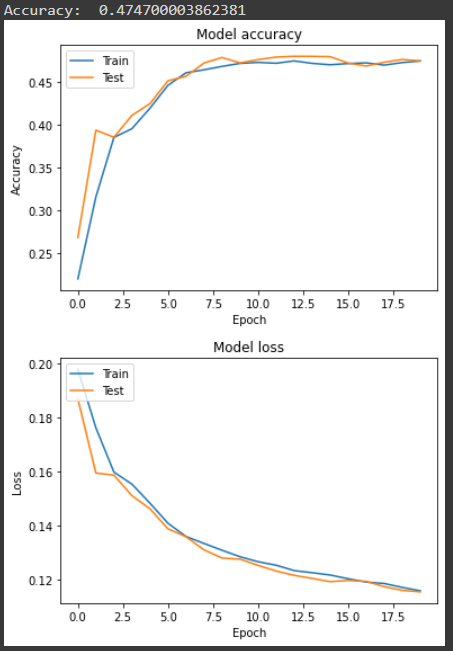 Accuracy:  0.474700003862381
Model accuracy
Train
Test
0.45
0.40
0.35
0.30
0.25
Accuracy
0.0 2.5 5.0 7.5 10.0 12.5 15.0 17.5
Epoch
Model loss
Train
Test
0.20
0.18
0.16
0.14
0.12
Loss
0.0 2.5 5.0 7.5 10.0 12.5 15.0 17.5
Epoch